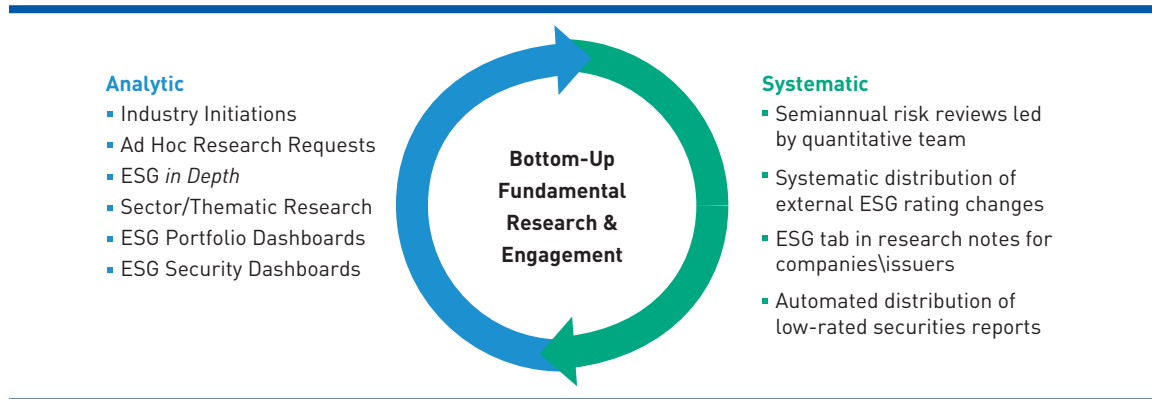 Analytic
▪ Industry Initiations
▪ Ad Hoc Research Requests
▪ ESG in Depth
▪ Sector/Thematic Research
▪ ESG Portfolio Dashboards
▪ ESG Security Dashboards
Bottom-Up
Fundamental
Research &
Engagement
Systematic
▪ Semiannual risk reviews led
by quantitative team
▪ Systematic distribution of
external ESG rating changes
▪ ESG tab in research notes for
companies\issuers
▪ Automated distribution of
low-rated securities reports